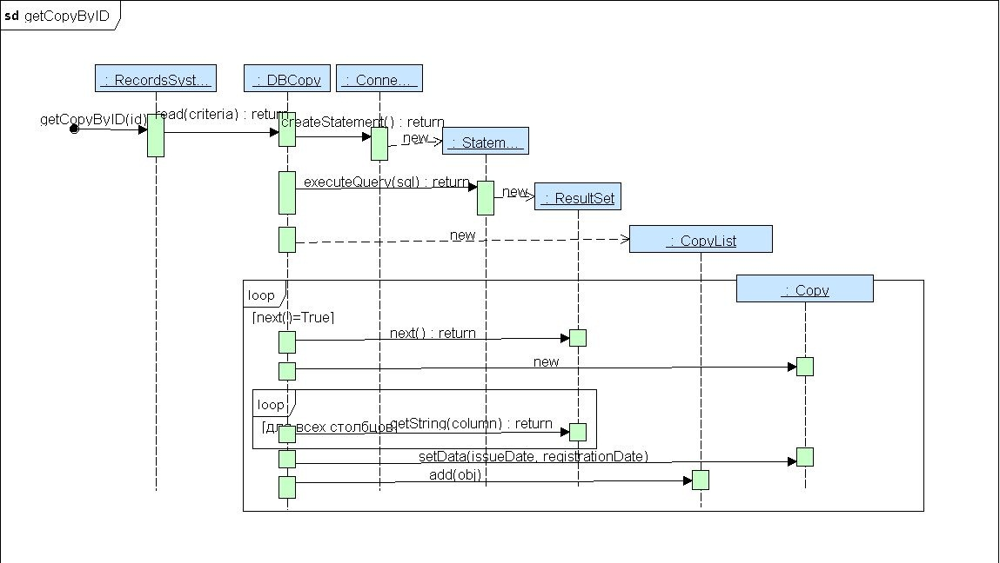 sd getCopyByID
: RecordsSyst...
: DBCopy
: Conne...
getCopyByID(id)
read(criteria) : return
createStatement() : return
new
: Statem...
executeQuery(sql) : return
new
: ResultSet
new
: CopyList
loop
: Copy
[next()=True]
next() : return
new
loop
[для всех столбцов]
getString(column) : return
setData(issueDate, registrationDate)
add(obj)